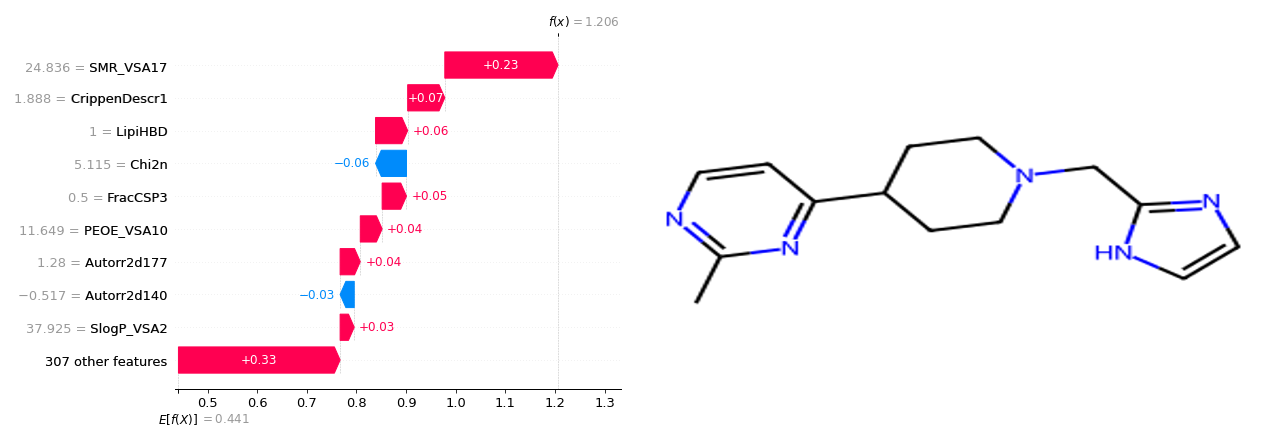 f(x) = 1.206
24.836 = SMR_VSA17
+0.23
1.888 = CrippenDescr1
+0.07
1 = LipiHBD
+0.06
5.115 = Chi2n
−0.06
0.5 = FracCSP3
+0.05
11.649 = PEOE_VSA10
+0.04
1.28 = Autorr2d177
+0.04
−0.517 = Autorr2d140
−0.03
37.925 = SlogP_VSA2
+0.03
307 other features
+0.33
0.5 0.6 0.7 0.8 0.9 1.0 1.1 1.2 1.3
E[f(X)] = 0.441
N
N
N
N
HN